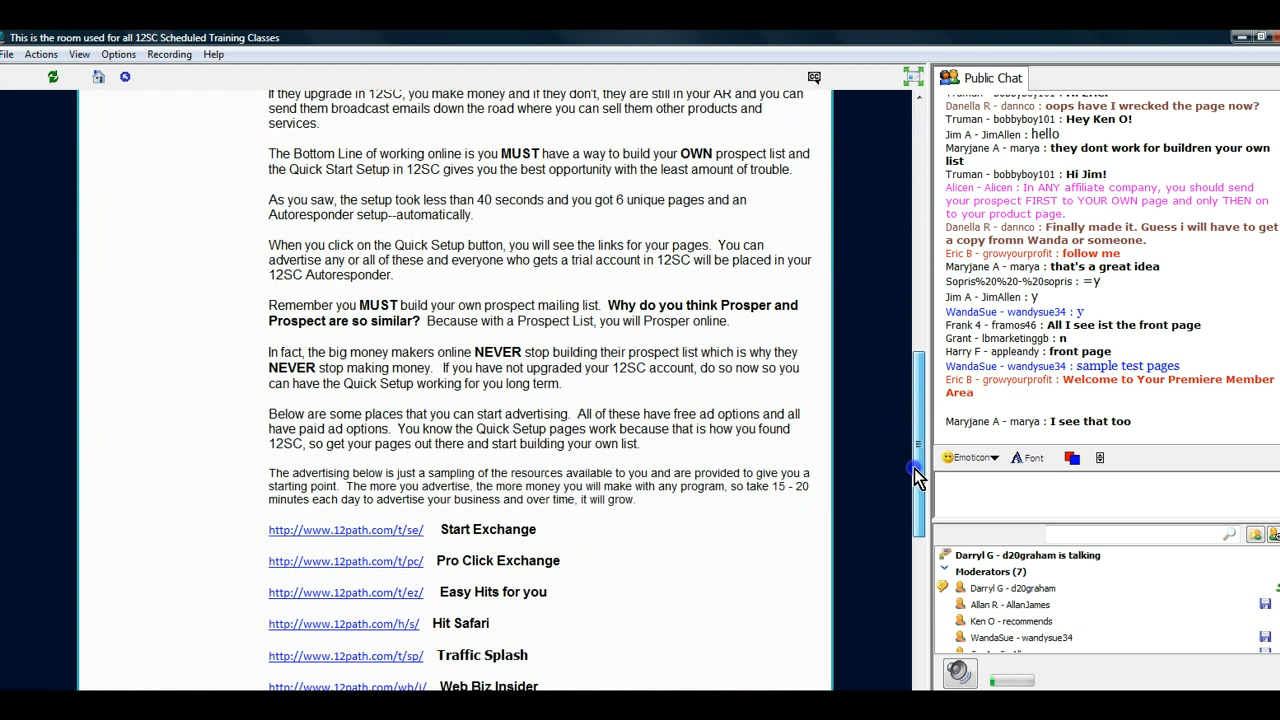 This is the room used for all 12SC Scheduled Training Classes
File Actions View Options Recording Help
If they upgrade in 12SC, you make money and if they don't, they are still in your AR and you can
send them broadcast emails down the road where you can sell them other products and
services.
The Bottom Line of working online is you MUST have a way to build your OWN prospect list and
the Quick Start Setup in 12SC gives you the best opportunity with the least amount of trouble.
As you saw, the setup took less than 40 seconds and you got 6 unique pages and an
Autoresponder setup--automatically.
When you click on the Quick Setup button, you will see the links for your pages. You can
advertise any or all of these and everyone who gets a trial account in 12SC will be placed in your
12SC Autoresponder.
Remember you MUST build your own prospect mailing list. Why do you think Prosper and
Prospect are so similar? Because with a Prospect List, you will Prosper online.
In fact, the big money makers online NEVER stop building their prospect list which is why they
NEVER stop making money. If you have not upgraded your 12SC account, do so now so you
can have the Quick Setup working for you long term.
Below are some places that you can start advertising. All of these have free ad options and all
have paid ad options. You know the Quick Setup pages work because that is how you found
12SC, so get your pages out there and start building your own list.
The advertising below is just a sampling of the resources available to you and are provided to give you a
starting point. The more you advertise, the more money you will make with any program, so take 15 - 20
minutes each day to advertise your business and over time, it will grow.
http://www.12path.com/t/se/ Start Exchange
http://www.12path.com/t/pc/ Pro Click Exchange
http://www.12path.com/t/ez/ Easy Hits for you
http://www.12path.com/h/s/ Hit Safari
http://www.12path.com/t/sp/ Traffic Splash
http://www.12path.com/wb/i/ Web Biz Insider
Public Chat
Danella R - dannco : oops have I wrecked the page now?
Truman - bobbyboy101 : Hey Ken O!
Jim A - JimAllen : hello
Maryjane A - marya : they dont work for buildren your own
list
Truman - bobbyboy101 : Hi Jim!
Alicen - Alicen : In ANY affiliate company, you should send
your prospect FIRST to YOUR OWN page and only THEN on
to your product page.
Danella R - dannco : Finally made it. Guess i will have to get
a copy fromn Wanda or someone.
Eric B - growyourprofit : follow me
Maryjane A - marya : that's a great idea
Sopris%20%20-%20sopris : =y
Jim A - JimAllen : y
WandaSue - wandysue34 : y
Frank 4 - framos46 : All I see ist the front page
Grant - lbmarketinggb : n
Harry F - appleandy : front page
WandaSue - wandysue34 : sample test pages
Eric B - growyourprofit : Welcome to Your Premiere Member
Area
Maryjane A - marya : I see that too
Emoticon Font
Darryl G - d20graham is talking
Moderators (7)
Darryl G - d20graham
Allan R - AllanJames
Ken O - recommends
WandaSue - wandysue34